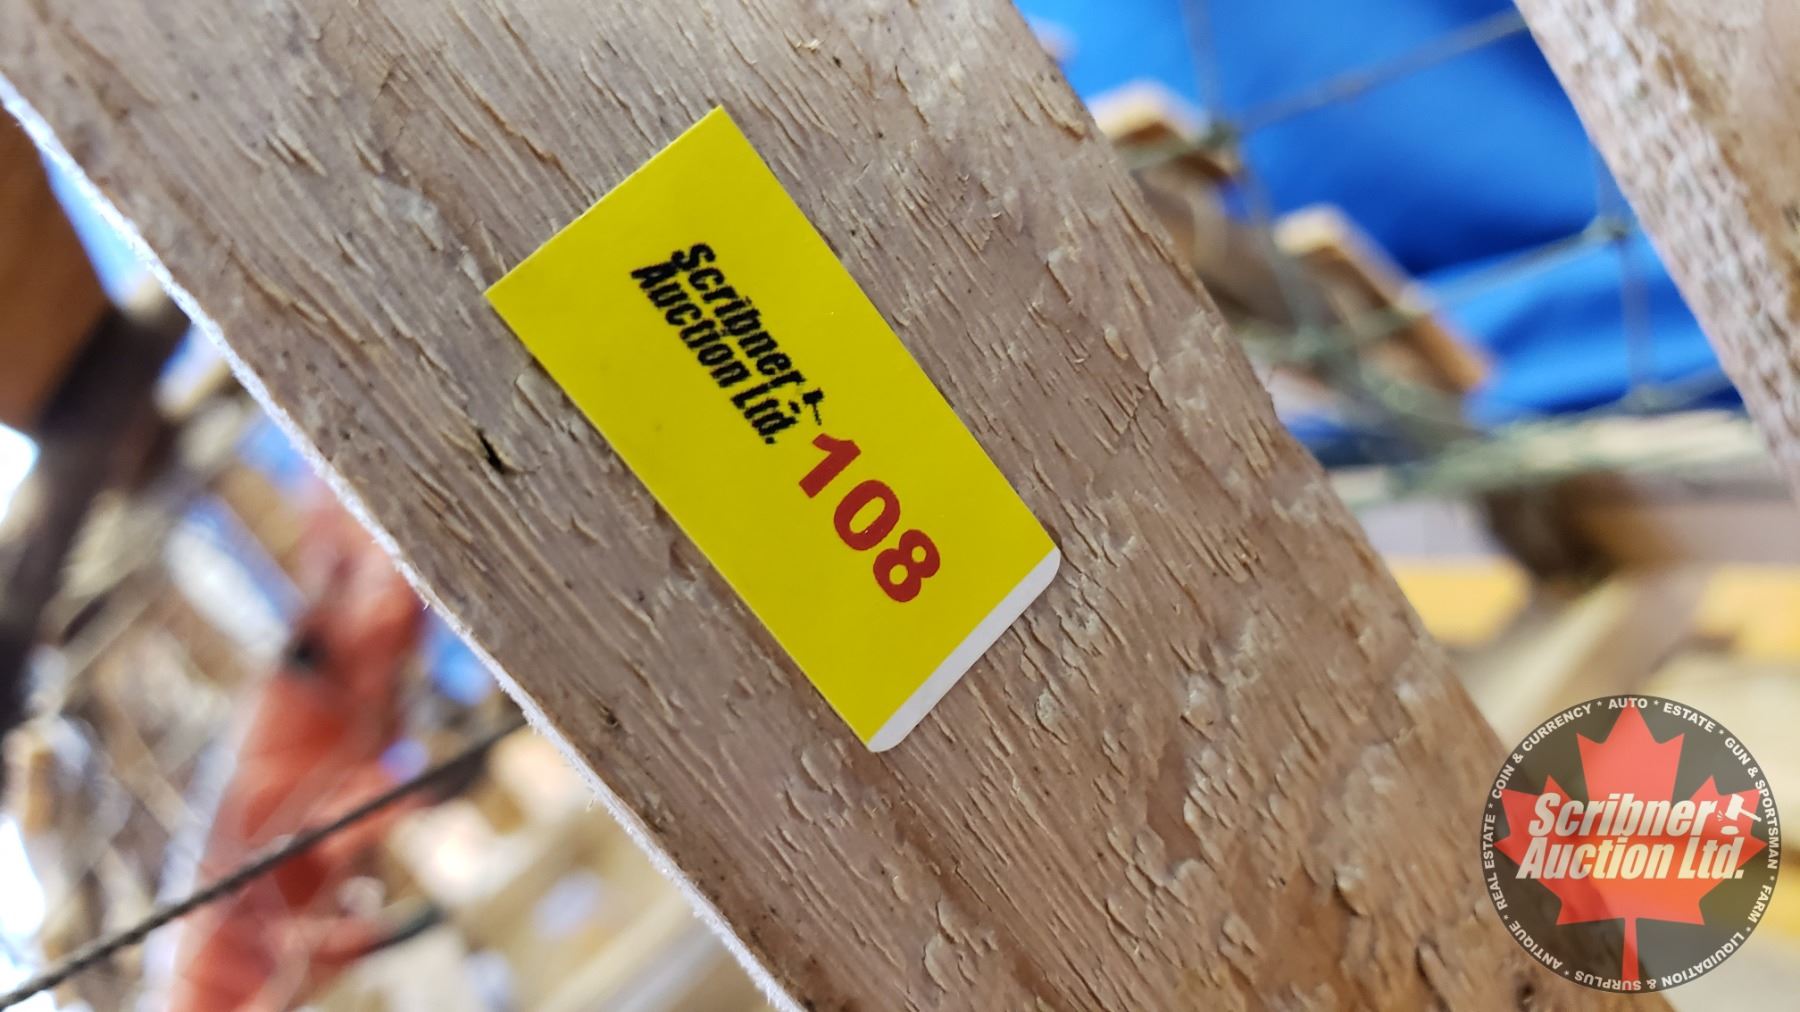 Scribner
Auction Ltd.
108
COIN & CURRENCY * AUTO * ESTATE * GUN & SPORTSMAN * FARM * LIQUIDATION & SURPLUS * ANTIQUE * REAL ESTATE *
Scribner
Auction Ltd.